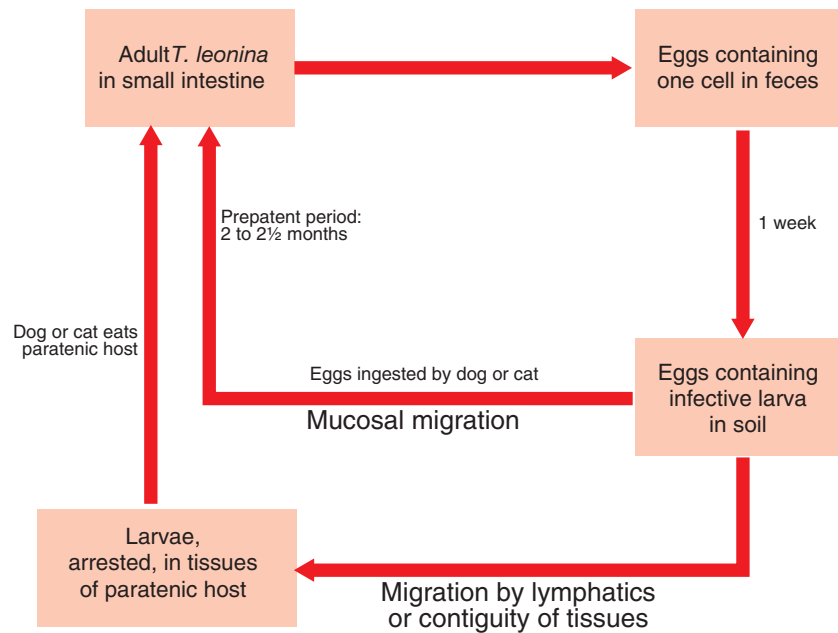 Adult T. leonina
in small intestine
Eggs containing
one cell in feces
Prepatent period:
2 to 2½ months
1 week
Dog or cat eats
paratenic host
Eggs ingested by dog or cat
Mucosal migration
Eggs containing
infective larva
in soil
Larvae,
arrested, in tissues
of paratenic host
Migration by lymphatics
or contiguity of tissues